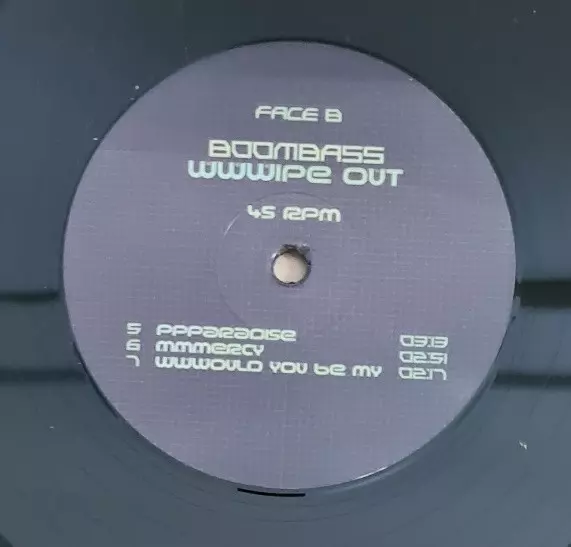 FACE B
BOOMBASS
WWWIPE OUT
45 RPM
5 PPPARADISE 03:13
6 MMMERCY 02:51
7 WWWOULD YOU BE MY 02:17